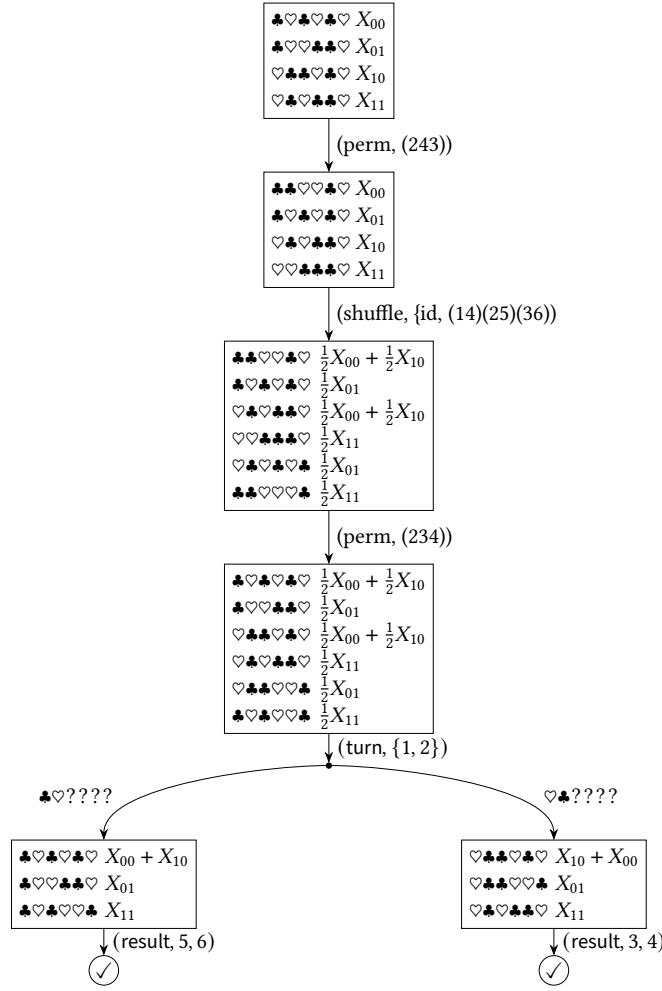 ♣♡♣♡♣♡ X₀₀
♣♡♡♣♣♡ X₀₁
♡♣♣♡♣♡ X₁₀
♡♣♡♣♣♡ X₁₁
(perm, (243))
♣♣♡♡♣♡ X₀₀
♣♡♣♡♣♡ X₀₁
♡♣♡♣♣♡ X₁₀
♡♡♣♣♣♡ X₁₁
(shuffle, {id, (14)(25)(36))
♣♣♡♡♣♡ ½X₀₀ + ½X₁₀
♣♡♣♡♣♡ ½X₀₁
♡♣♡♣♣♡ ½X₀₀ + ½X₁₀
♡♡♣♣♣♡ ½X₁₁
♡♣♡♣♡♣ ½X₀₁
♣♣♡♡♡♣ ½X₁₁
(perm, (234))
♣♡♣♡♣♡ ½X₀₀ + ½X₁₀
♣♡♡♣♣♡ ½X₀₁
♡♣♣♡♣♡ ½X₀₀ + ½X₁₀
♡♣♡♣♣♡ ½X₁₁
♡♣♣♡♡♣ ½X₀₁
♣♡♣♡♡♣ ½X₁₁
(turn, {1, 2})
♣♡????
♣♡♣♡♣♡ X₀₀ + X₁₀
♣♡♡♣♣♡ X₀₁
♣♡♣♡♡♣ X₁₁
(result, 5, 6)
✓
♡♣????
♡♣♣♡♣♡ X₁₀ + X₀₀
♡♣♣♡♡♣ X₀₁
♡♣♡♣♣♡ X₁₁
(result, 3, 4)
✓